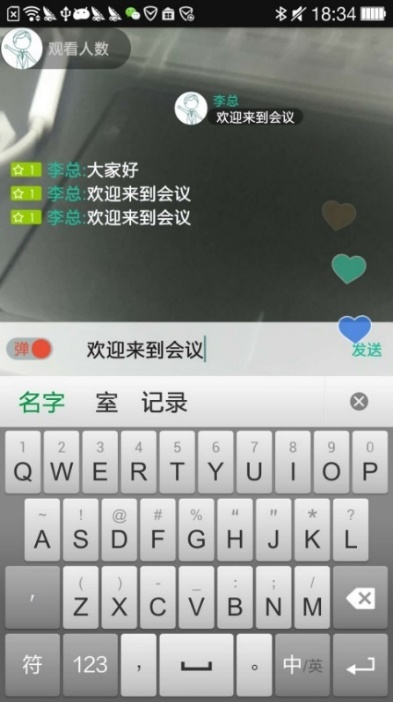 18:34
观看人数
李总
欢迎来到会议
1 李总:大家好
1 李总:欢迎来到会议
1 李总:欢迎来到会议
弹 欢迎来到会议 发送
名字 室 记录
1 2 3 4 5 6 7 8 9 0
Q W E R T Y U I O P
~ ! @ # % “ ” * ?
A S D F G H J K L
( ) - _ : ; /
, Z X C V B N M
符 123 , 。 中/英